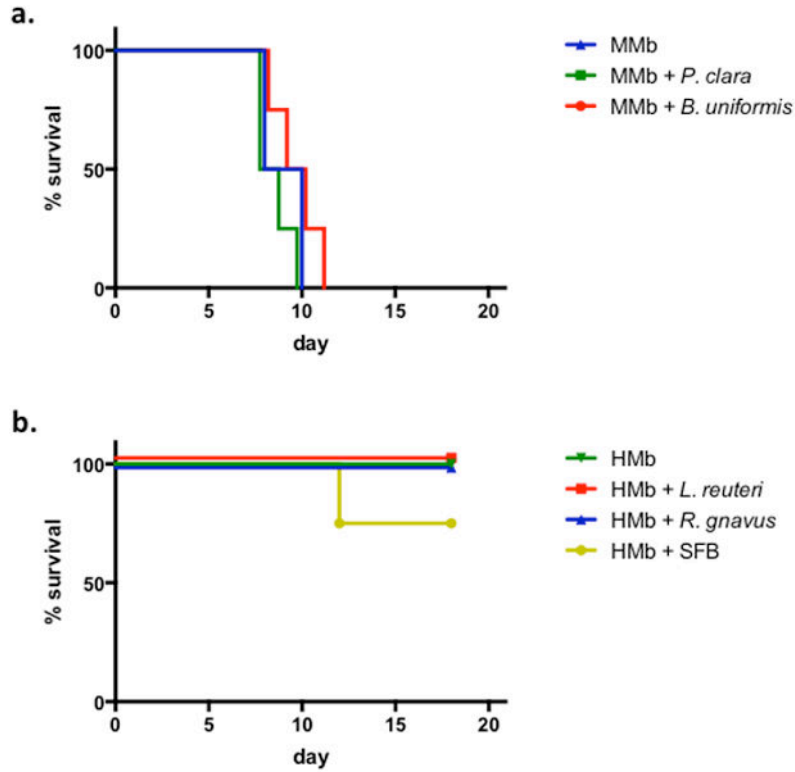 a.
% survival
100
50
0
0 5 10 15 20
day
MMb
MMb + P. clara
MMb + B. uniformis
b.
% survival
100
50
0
0 5 10 15 20
day
HMb
HMb + L. reuteri
HMb + R. gnavus
HMb + SFB